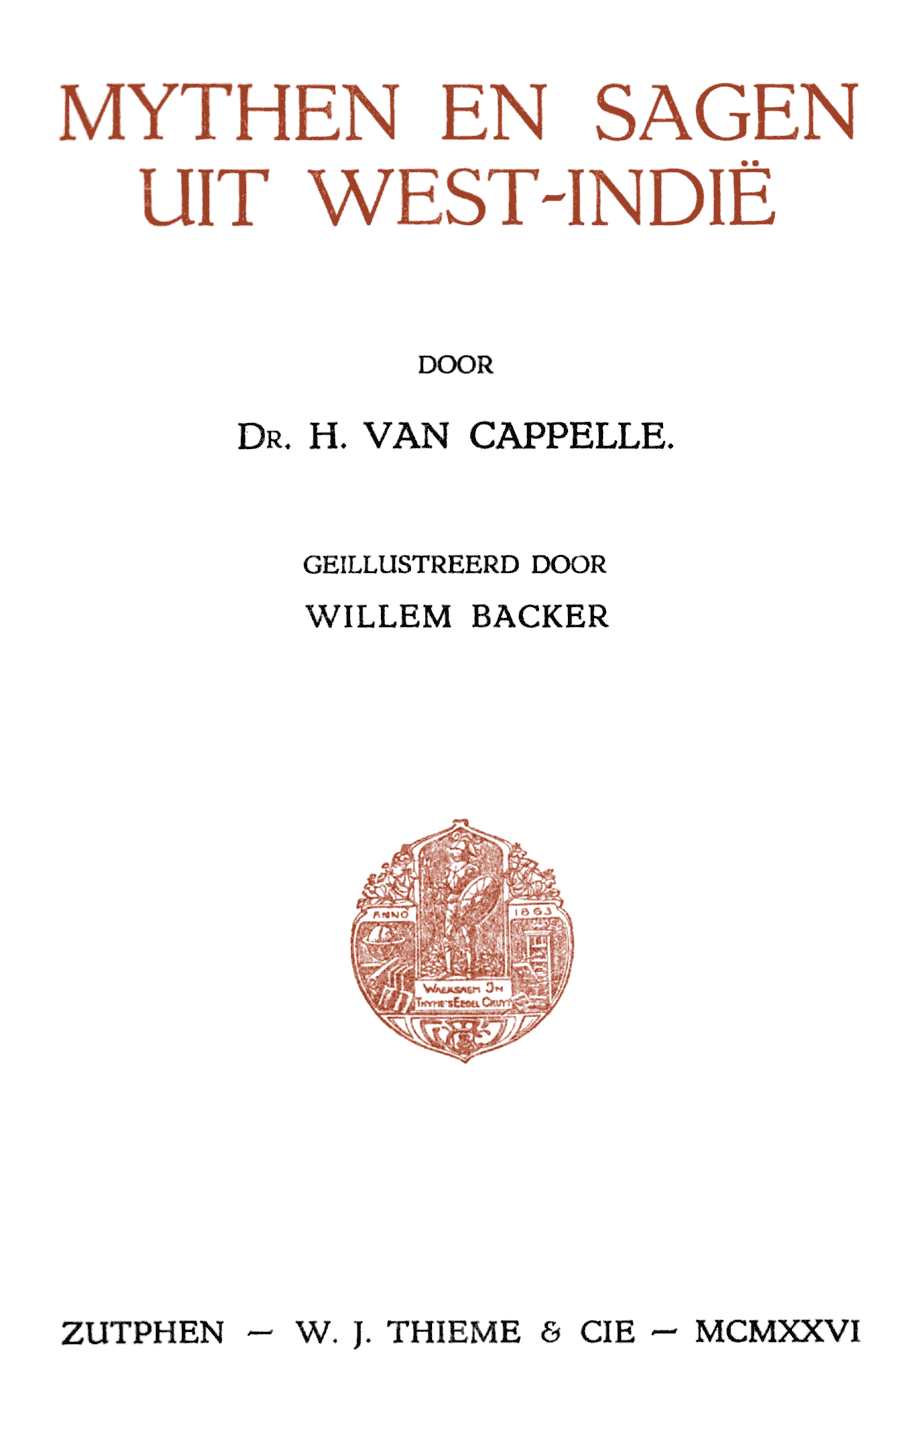 MYTHEN EN SAGEN
UIT WEST-INDIË
DOOR
DR. H. VAN CAPPELLE.
GEILLUSTREERD DOOR
WILLEM BACKER
ANNO 1863
WAEKSAEM IN
THYME'S EEDEL CRUYT
ZUTPHEN — W. J. THIEME & CIE — MCMXXVI